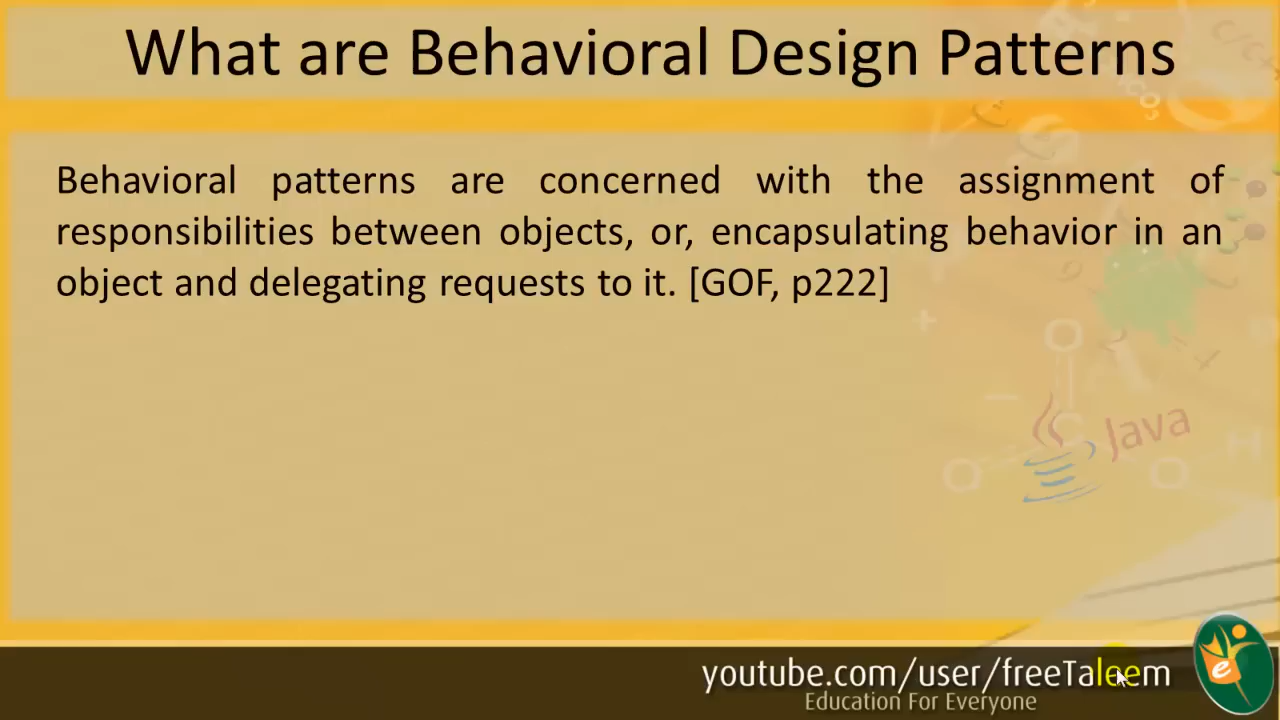 What are Behavioral Design Patterns
Behavioral patterns are concerned with the assignment of
responsibilities between objects, or, encapsulating behavior in an
object and delegating requests to it. [GOF, p222]
Java
youtube.com/user/freeTaleem
Education For Everyone